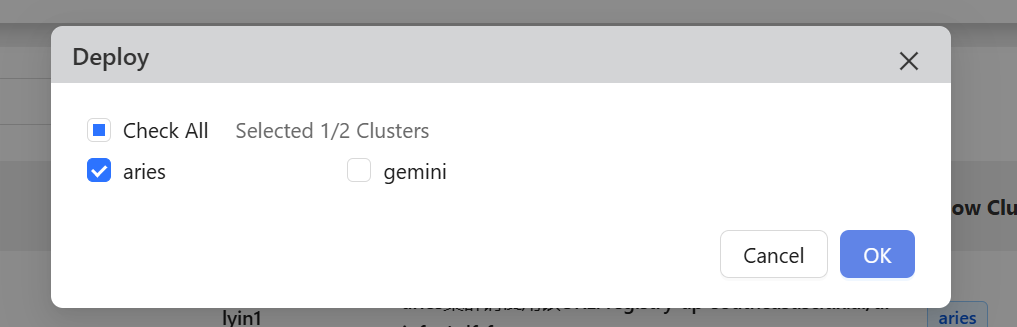 Deploy
Check All Selected 1/2 Clusters
aries gemini
ow Clu
Cancel OK
lyin1
aries